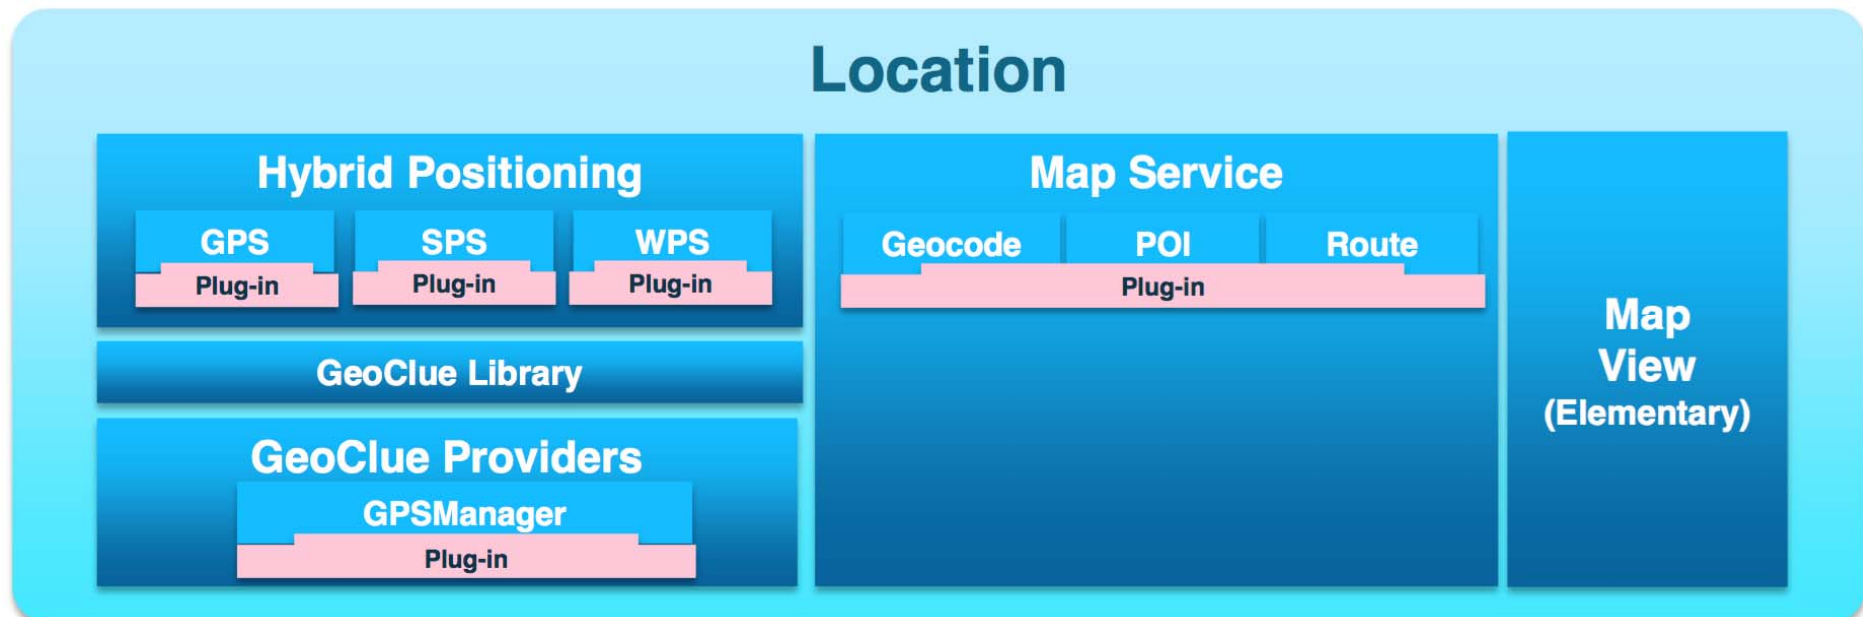 Location
Hybrid Positioning
GPS
Plug-in
SPS
Plug-in
WPS
Plug-in
GeoClue Library
GeoClue Providers
GPSManager
Plug-in
Map Service
Geocode
POI
Route
Plug-in
Map
View
(Elementary)